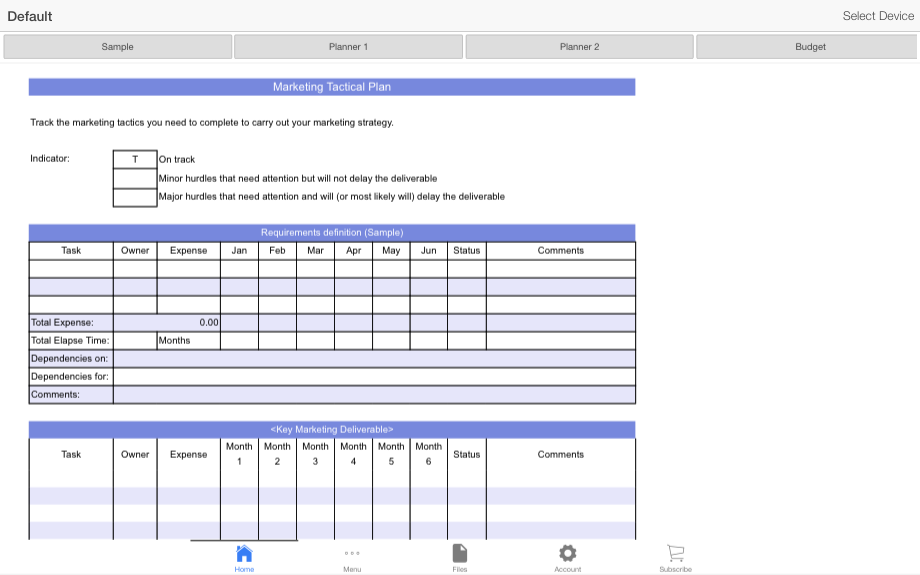 Default Select Device
Sample Planner 1 Planner 2 Budget
Marketing Tactical Plan
Track the marketing tactics you need to complete to carry out your marketing strategy.
Indicator: T On track
Minor hurdles that need attention but will not delay the deliverable
Major hurdles that need attention and will (or most likely will) delay the deliverable
Requirements definition (Sample)
Task Owner Expense Jan Feb Mar Apr May Jun Status Comments
Total Expense: 0.00
Total Elapse Time: Months
Dependencies on:
Dependencies for:
Comments:
<Key Marketing Deliverable>
Task Owner Expense Month 1 Month 2 Month 3 Month 4 Month 5 Month 6 Status Comments
Home Menu Files Account Subscribe